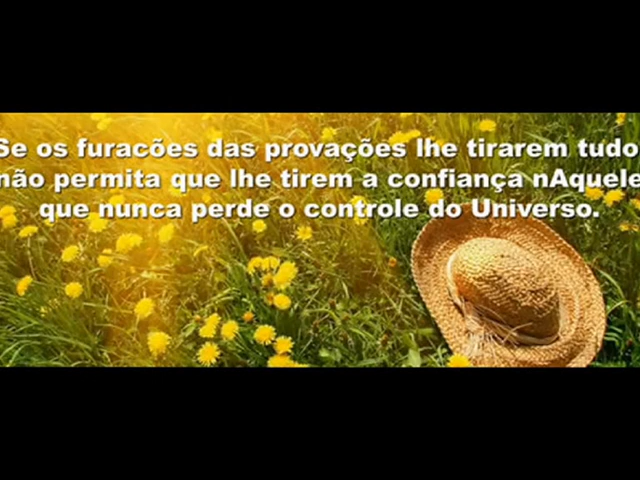 Se os furacões das provações lhe tirarem tudo
não permita que lhe tirem a confiança nAquele
que nunca perde o controle do Universo.